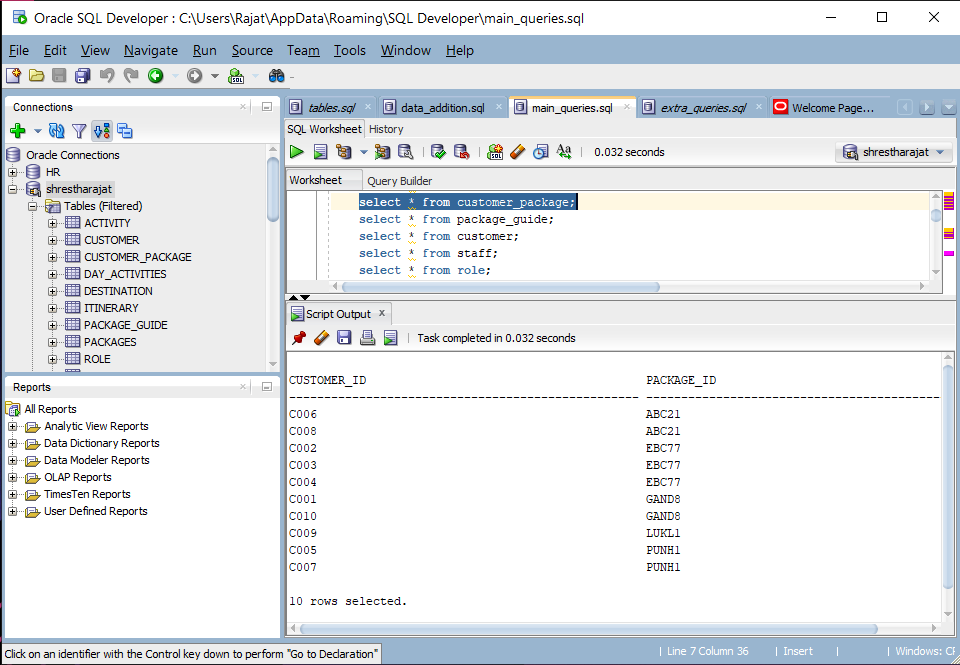 Oracle SQL Developer : C:\Users\Rajat\AppData\Roaming\SQL Developer\main_queries.sql
File Edit View Navigate Run Source Team Tools Window Help
Connections
Oracle Connections
HR
shrestharajat
Tables (Filtered)
ACTIVITY
CUSTOMER
CUSTOMER_PACKAGE
DAY_ACTIVITIES
DESTINATION
ITINERARY
PACKAGE_GUIDE
PACKAGES
ROLE
Reports
All Reports
Analytic View Reports
Data Dictionary Reports
Data Modeler Reports
OLAP Reports
TimesTen Reports
User Defined Reports
tables.sql data_addition.sql main_queries.sql extra_queries.sql Welcome Page...
SQL Worksheet History
0.032 seconds shrestharajat
Worksheet Query Builder
select * from customer_package;
select * from package_guide;
select * from customer;
select * from staff;
select * from role;
Script Output
Task completed in 0.032 seconds
CUSTOMER_ID PACKAGE_ID
C006 ABC21
C008 ABC21
C002 EBC77
C003 EBC77
C004 EBC77
C001 GAND8
C010 GAND8
C009 LUKL1
C005 PUNH1
C007 PUNH1
10 rows selected.
Click on an identifier with the Control key down to perform "Go to Declaration" | Line 7 Column 36 | Insert | | Windows: